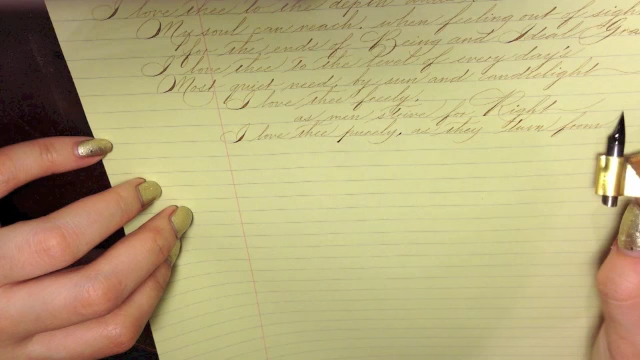 I love thee to the depth
My soul can reach, when feeling out of sight
for the ends of Being and Ideal Gra
I love thee to the level of every day's
Most quiet need, by sun and candlelight
I love thee freely,
as men strive for Right
I love thee purely, as they turn from